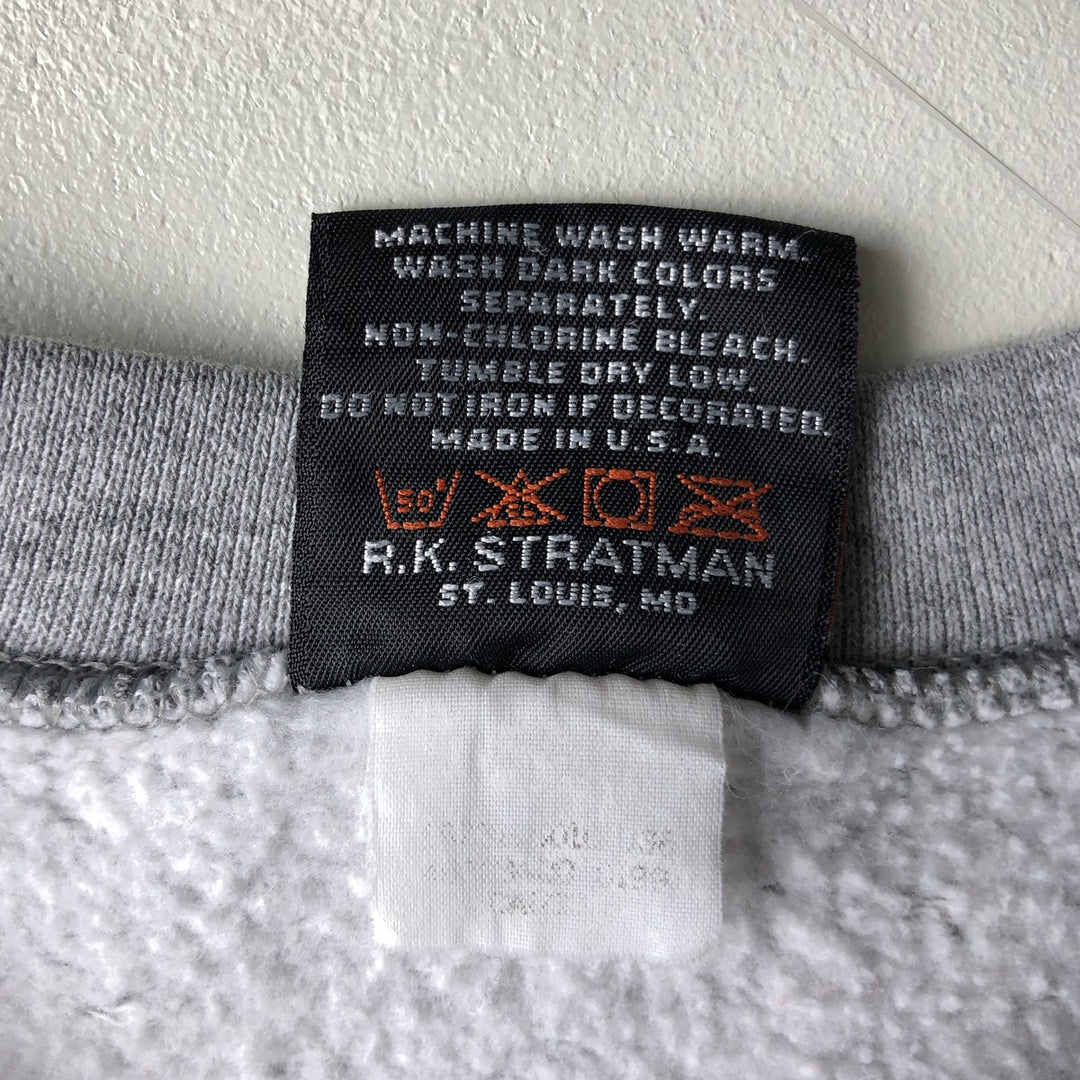 MACHINE WASH WARM.
WASH DARK COLORS
SEPARATELY.
NON-CHLORINE BLEACH.
TUMBLE DRY LOW
DO NOT IRON IF DECORATED.
MADE IN U.S.A.
50°
R.K. STRATMAN
ST. LOUIS, MO